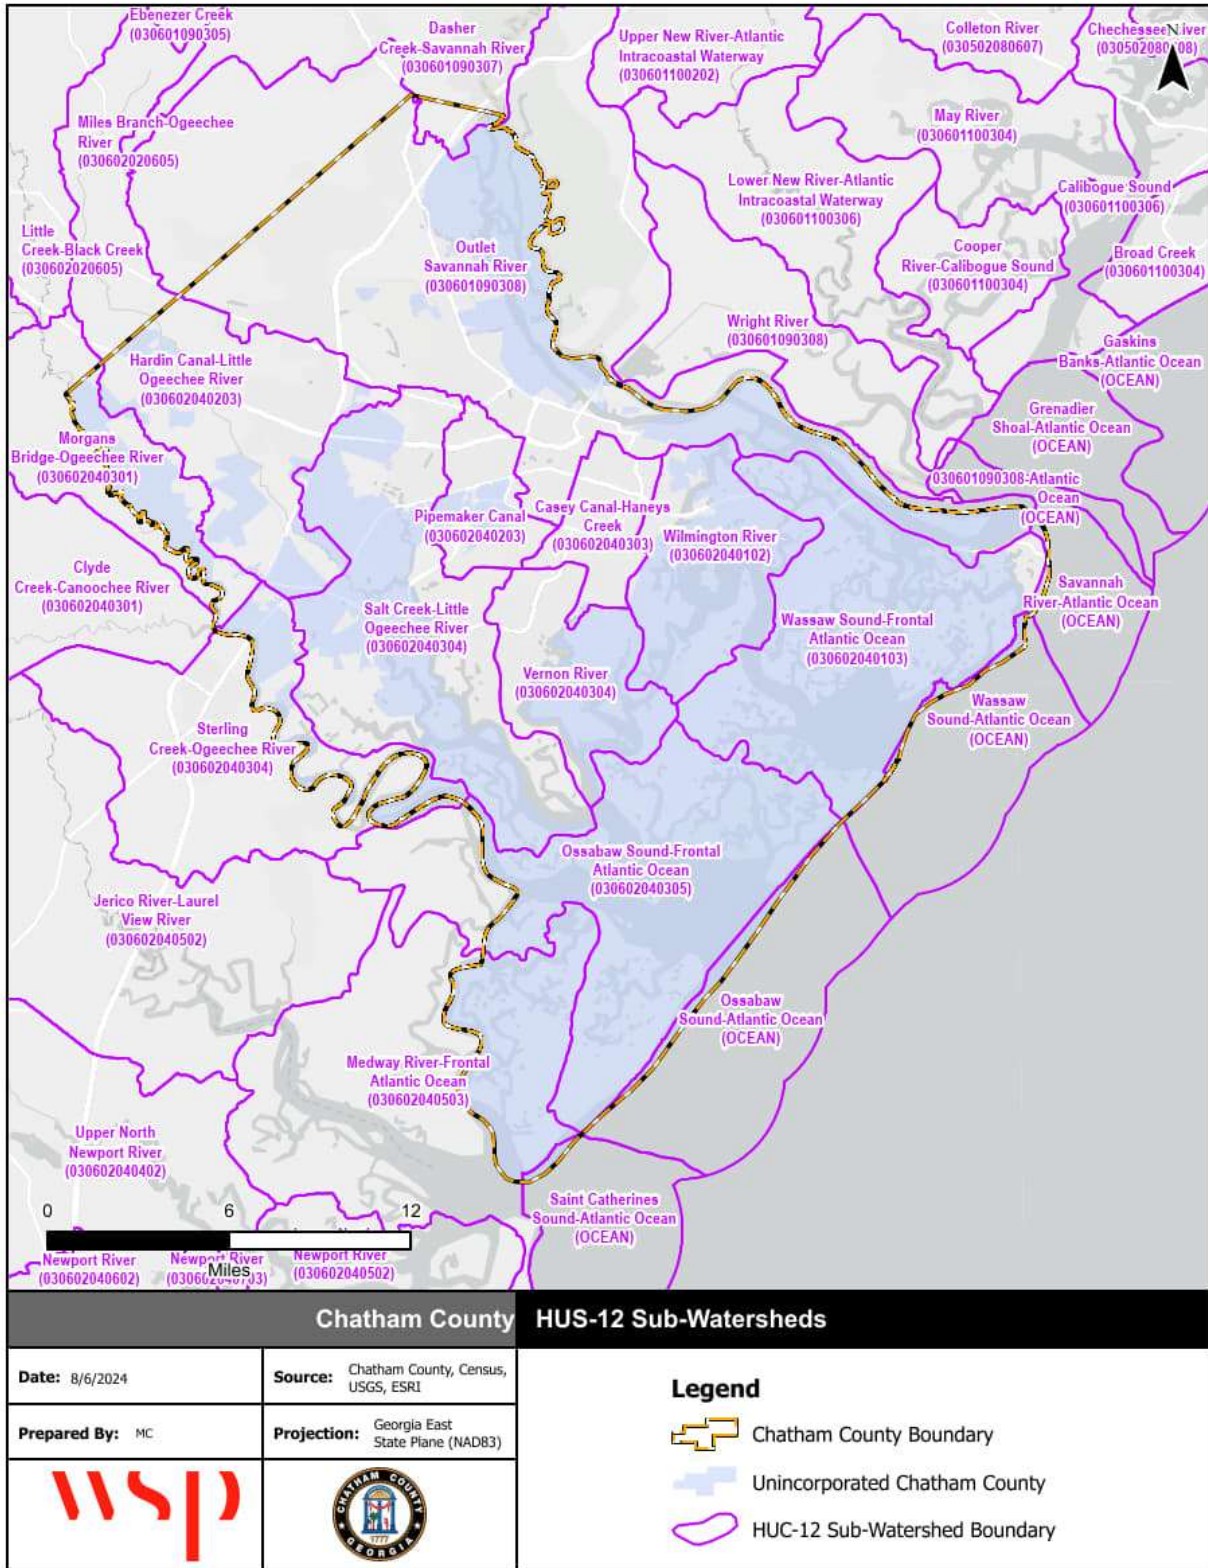 Ebenezer Creek
(030601090305)
Dasher
Creek-Savannah River
(030601090307)
Upper New River-Atlantic
Intracoastal Waterway
(030601100202)
Colleton River
(030502080607)
N
Miles Branch-Ogeechee
River
(030602020605)
May River
(030601100304)
Lower New River-Atlantic
Intracoastal Waterway
(030601100306)
Calibogue Sound
(030601100306)
Little
Creek-Black Creek
(030602020605)
Outlet
Savannah River
(030601090308)
Cooper
River-Calibogue Sound
(030601100304)
Broad Creek
(030601100304)
Wright River
(030601090308)
Gaskins
Banks-Atlantic Ocean
(OCEAN)
Hardin Canal-Little
Ogeechee River
(030602040203)
Grenadier
Shoal-Atlantic Ocean
(OCEAN)
Morgans
Bridge-Ogeechee River
(030602040301)
030601090308-Atlantic
Ocean
(OCEAN)
Pipemaker Canal
(030602040203)
Casey Canal-Haneys
Creek
(030602040303)
Wilmington River
(030602040102)
Clyde
Creek-Canoochee River
(030602040301)
Savannah
River-Atlantic Ocean
(OCEAN)
Salt Creek-Little
Ogeechee River
(030602040304)
Wassaw Sound-Frontal
Atlantic Ocean
(030602040103)
Vernon River
(030602040304)
Wassaw
Sound-Atlantic Ocean
(OCEAN)
Sterling
Creek-Ogeechee River
(030602040304)
Ossabaw Sound-Frontal
Atlantic Ocean
(030602040305)
Jerico River-Laurel
View River
(030602040502)
Ossabaw
Sound-Atlantic Ocean
(OCEAN)
Medway River-Frontal
Atlantic Ocean
(030602040503)
Upper North
Newport River
(030602040402)
Saint Catherines
Sound-Atlantic Ocean
(OCEAN)
0 6 12
Miles
Newport River
(030602040602)
Newport River
Newport River
(030602040502)
Chatham County HUS-12 Sub-Watersheds
Date: 8/6/2024
Source: Chatham County, Census,
USGS, ESRI
Prepared By: MC
Projection: Georgia East
State Plane (NAD83)
wsp
CHATHAM COUNTY
1777
GEORGIA
Legend
Chatham County Boundary
Unincorporated Chatham County
HUC-12 Sub-Watershed Boundary